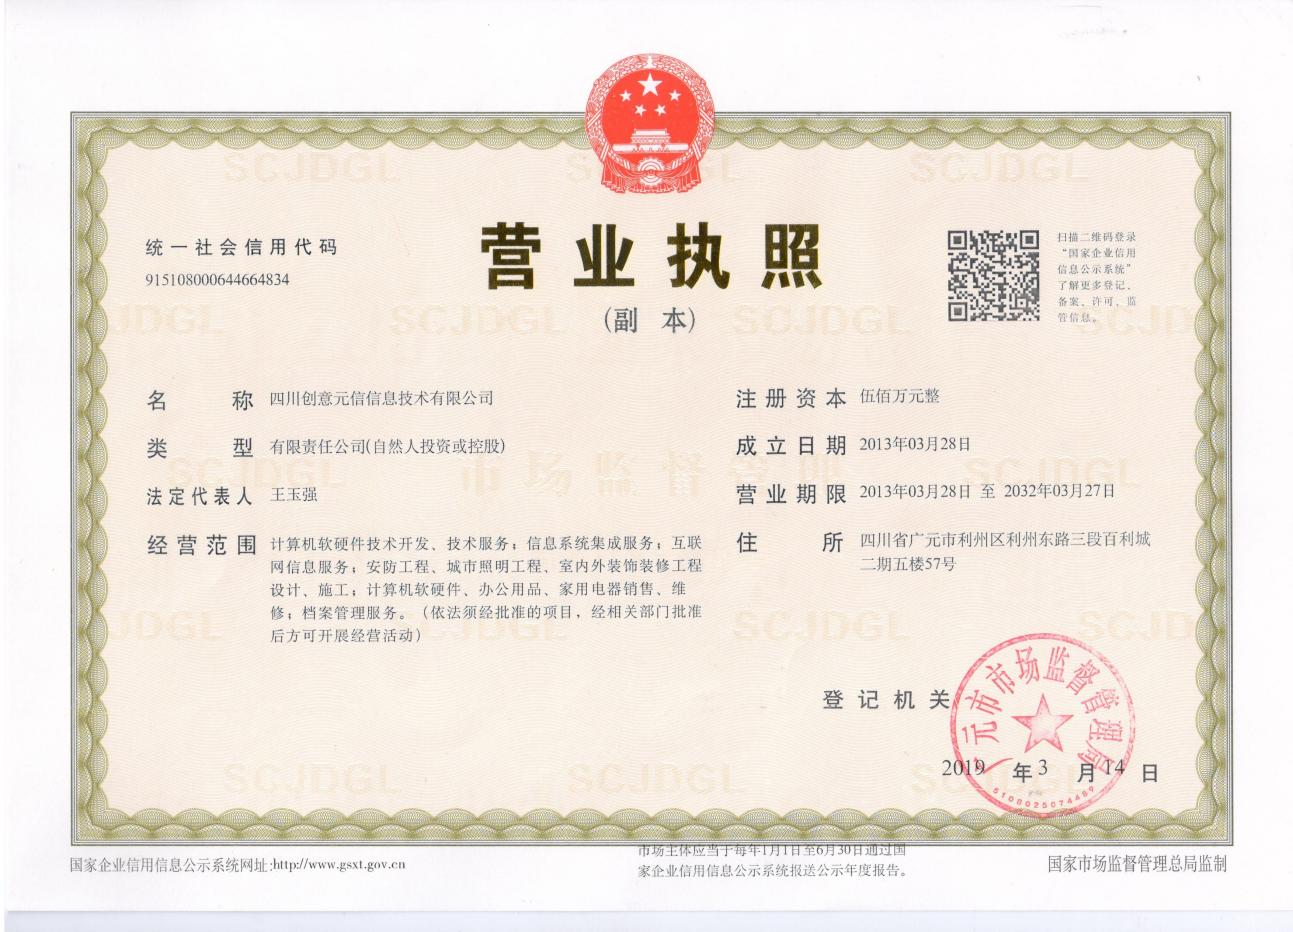 营业执照
(副 本)
统一社会信用代码
915108000644664834
扫描二维码登录
“国家企业信用
信息公示系统”
了解更多登记、
备案、许可、监
管信息。
名 称 四川创意元信信息技术有限公司
类 型 有限责任公司(自然人投资或控股)
法定代表人 王玉强
经营范围 计算机软硬件技术开发、技术服务；信息系统集成服务；互联
网信息服务；安防工程、城市照明工程、室内外装饰装修工程
设计、施工；计算机软硬件、办公用品、家用电器销售、维
修；档案管理服务。（依法须经批准的项目，经相关部门批准
后方可开展经营活动）
注册资本 伍佰万元整
成立日期 2013年03月28日
营业期限 2013年03月28日 至 2032年03月27日
住 所 四川省广元市利州区利州东路三段百利城
二期五楼57号
登记机关
广元市市场监督管理局
5108025074489
2019 年 3 月 14 日
国家企业信用信息公示系统网址:http://www.gsxt.gov.cn
市场主体应当于每年1月1日至6月30日通过国
家企业信用信息公示系统报送公示年度报告。
国家市场监督管理总局监制
SCJDGL
市场监督管理